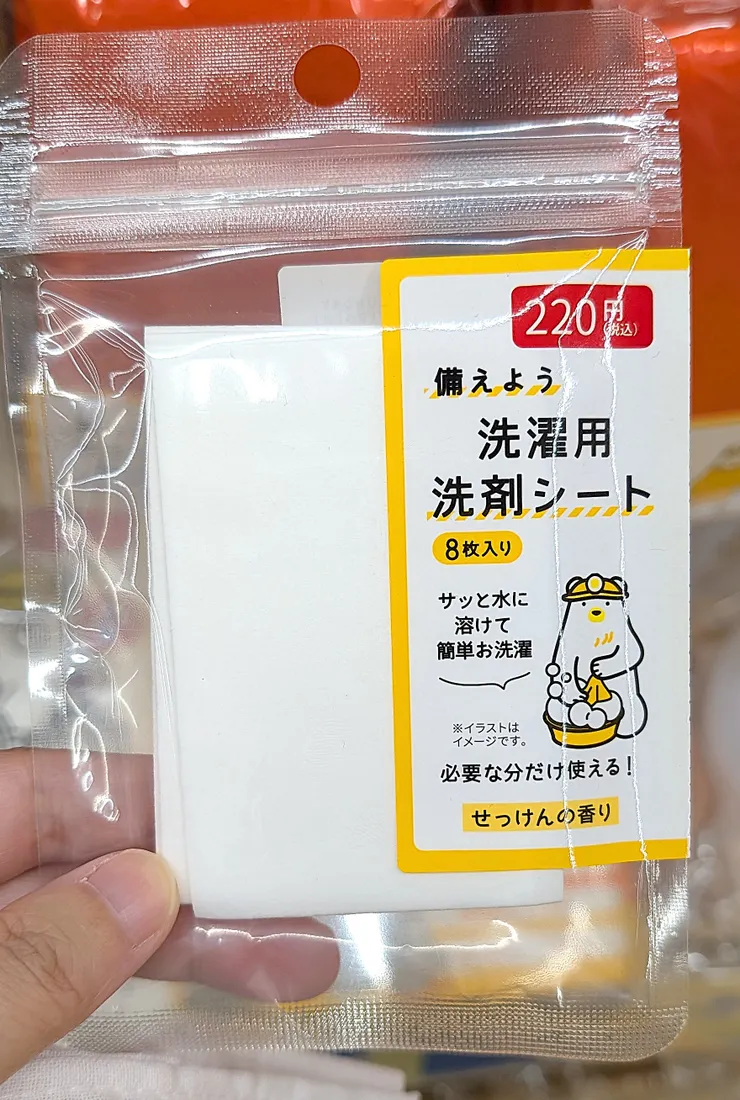 220円
(税込)
備えよう
洗濯用
洗剤シート
8枚入り
サッと水に
溶けて
簡単お洗濯
※イラストは
イメージです。
必要な分だけ使える!
せっけんの香り